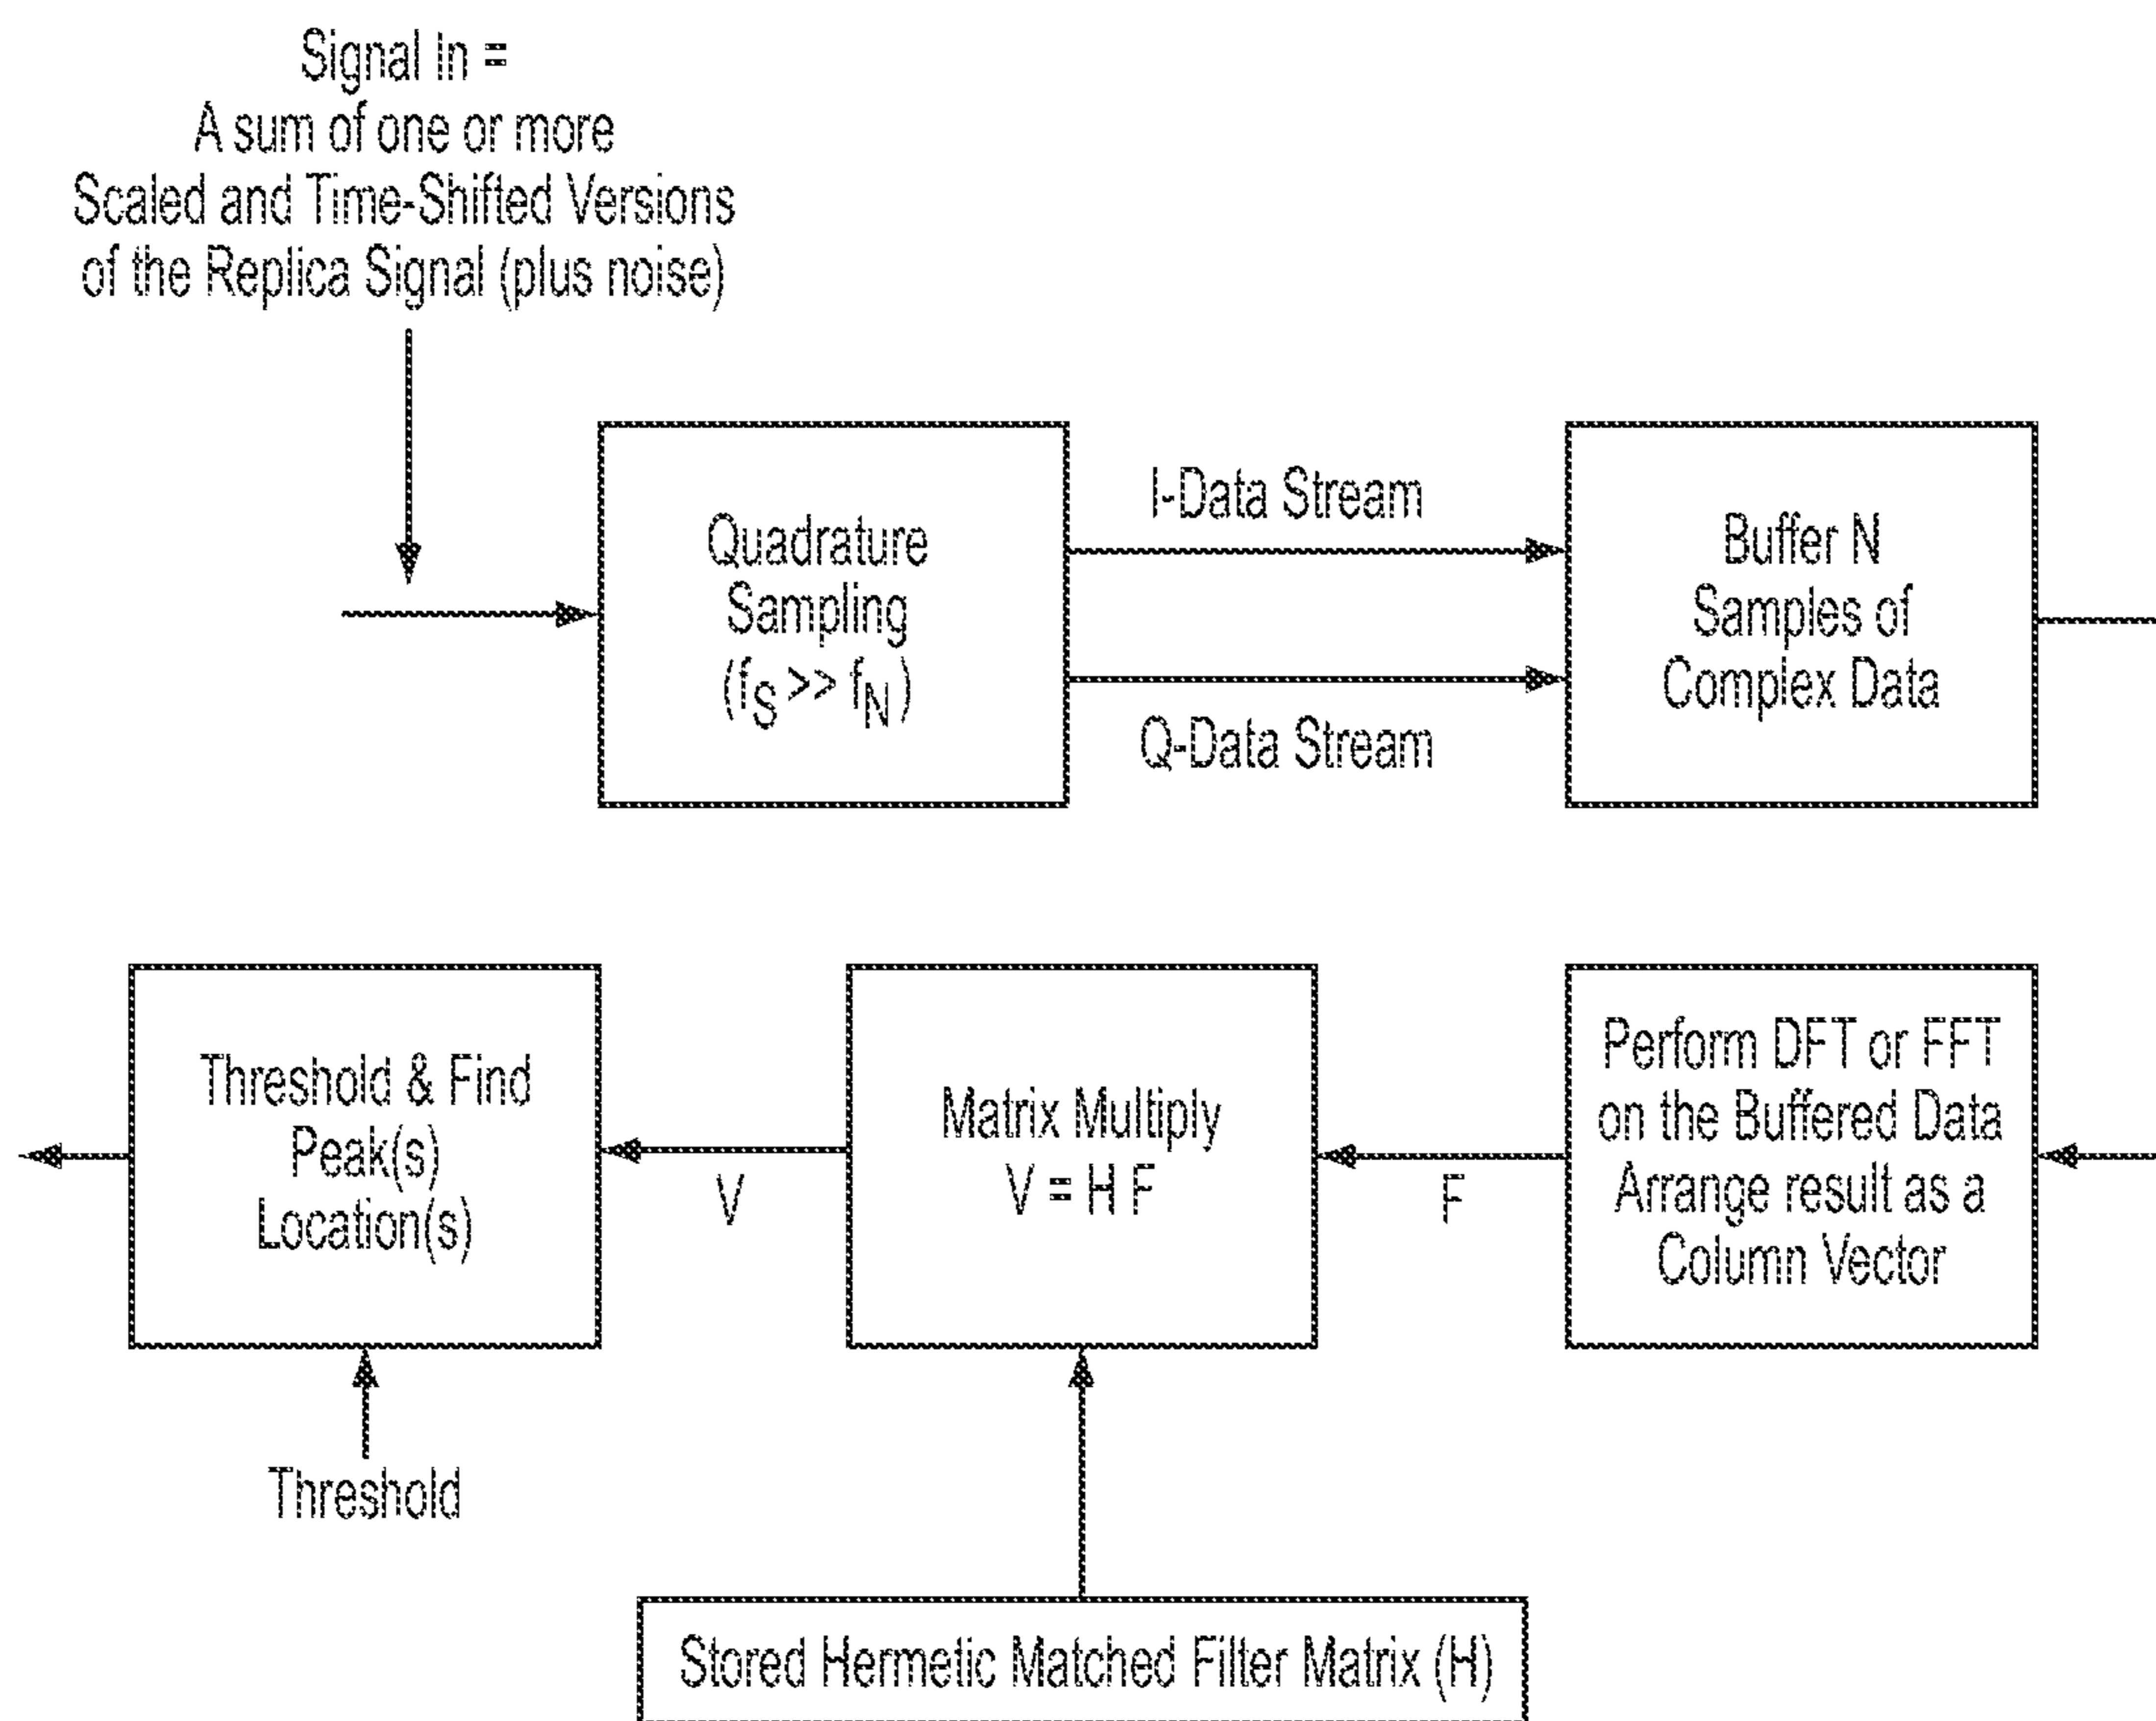 Signal In =
A sum of one or more
Scaled and Time-Shifted Versions
of the Replica Signal (plus noise)
Quadrature
Sampling
(fS >> fN)
I-Data Stream
Q-Data Stream
Buffer N
Samples of
Complex Data
Threshold & Find
Peak(s)
Location(s)
V
Matrix Multiply
V = H F
F
Perform DFT or FFT
on the Buffered Data
Arrange result as a
Column Vector
Threshold
Stored Hermetic Matched Filter Matrix (H)